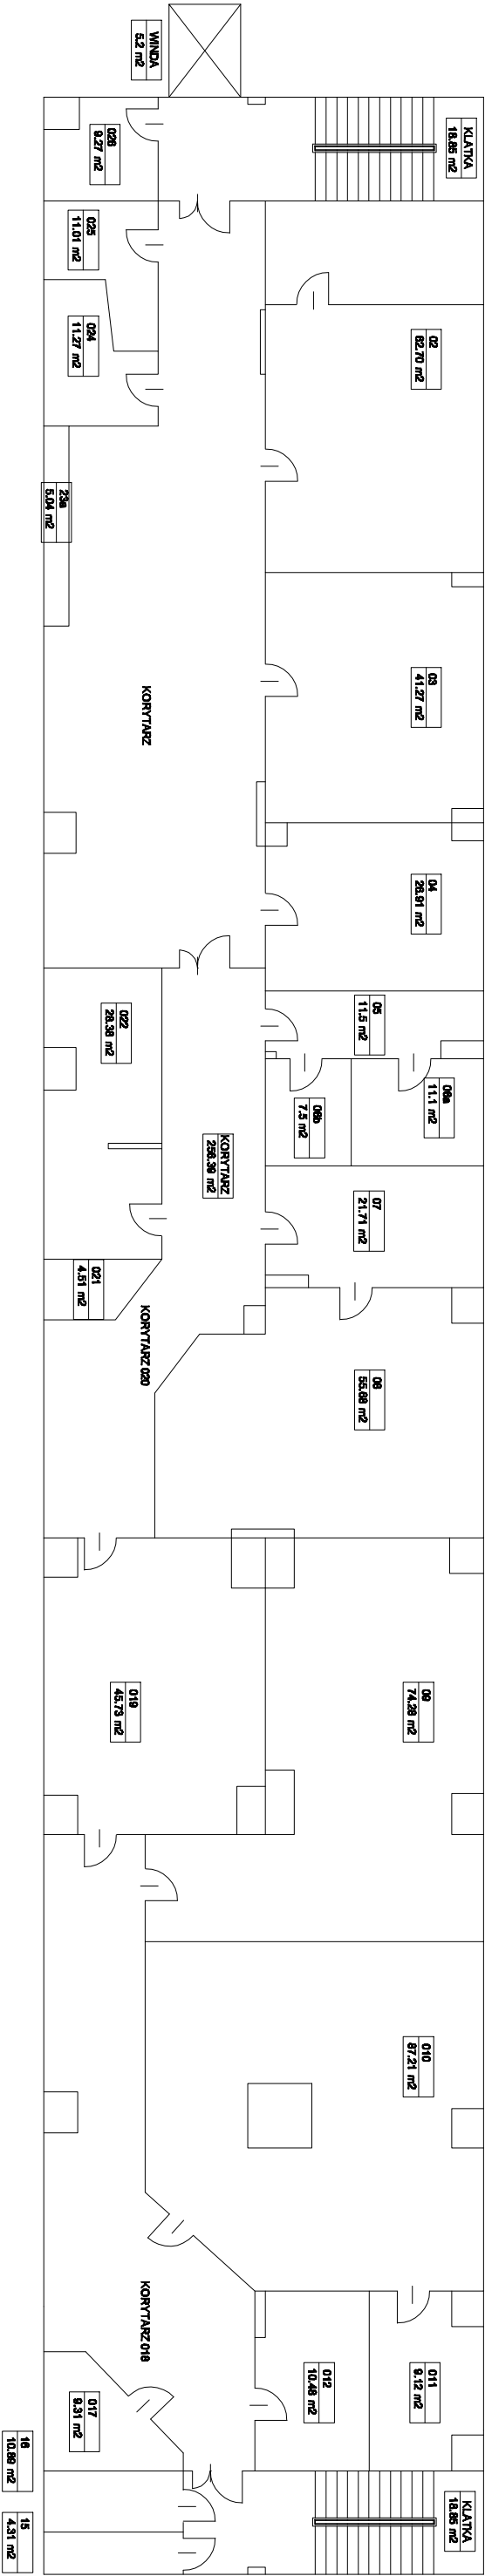 WINDA
5.2 m2
KLATKA
18.85 m2
026
9.27 m2
025
11.01 m2
024
11.27 m2
02
62.70 m2
23a
5.04 m2
03
41.27 m2
KORYTARZ
04
26.91 m2
05
11.5 m2
022
28.38 m2
06a
11.1 m2
06b
7.5 m2
KORYTARZ
256.39 m2
07
21.71 m2
021
4.51 m2
KORYTARZ 020
08
55.68 m2
09
74.28 m2
019
45.73 m2
010
87.21 m2
KORYTARZ 018
011
9.12 m2
012
10.48 m2
017
9.31 m2
16
10.89 m2
15
4.31 m2
KLATKA
18.85 m2